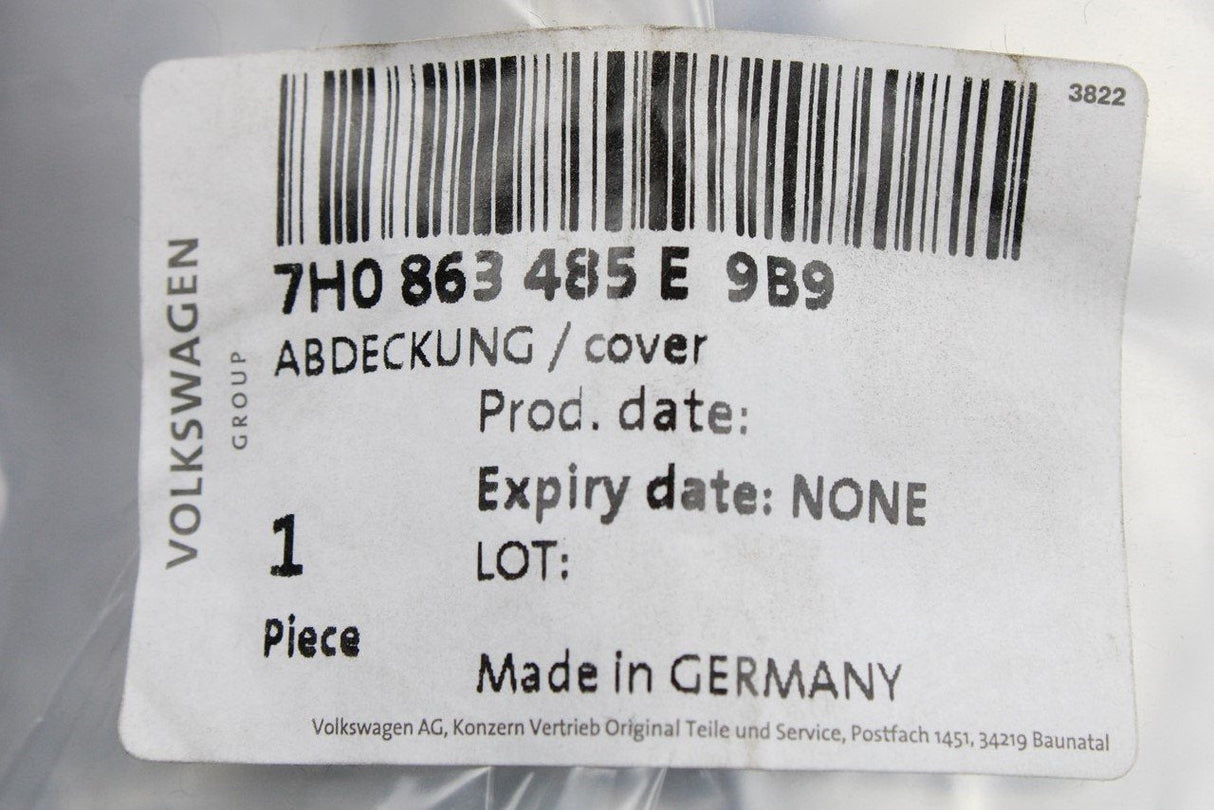 3822
7H0 863 485 E 9B9
ABDECKUNG / cover
Prod. date:
Expiry date: NONE
LOT:
1
Piece
Made in GERMANY
Volkswagen AG, Konzern Vertrieb Original Teile und Service, Postfach 1451, 34219 Baunatal
VOLKSWAGEN
GROUP